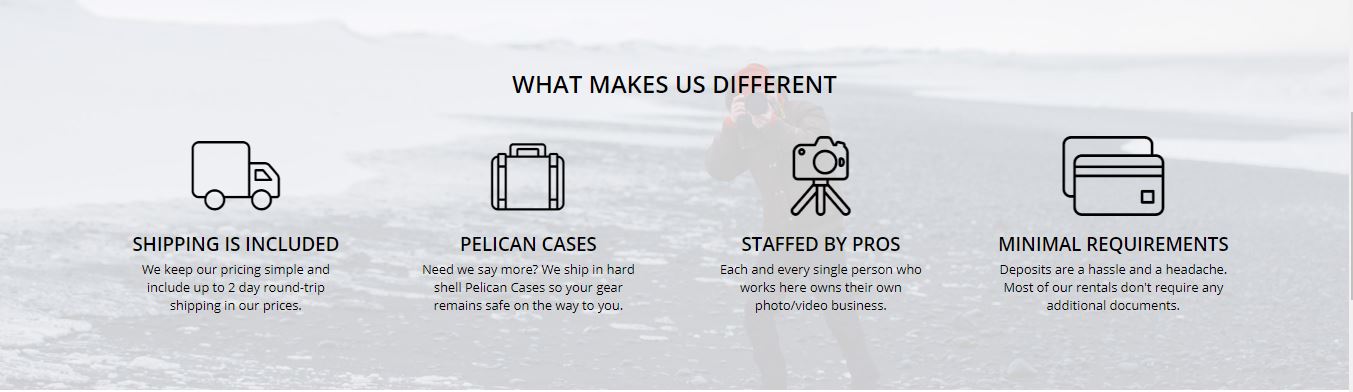 WHAT MAKES US DIFFERENT
SHIPPING IS INCLUDED
We keep our pricing simple and
include up to 2 day round-trip
shipping in our prices.
PELICAN CASES
Need we say more? We ship in hard
shell Pelican Cases so your gear
remains safe on the way to you.
STAFFED BY PROS
Each and every single person who
works here owns their own
photo/video business.
MINIMAL REQUIREMENTS
Deposits are a hassle and a headache.
Most of our rentals don't require any
additional documents.